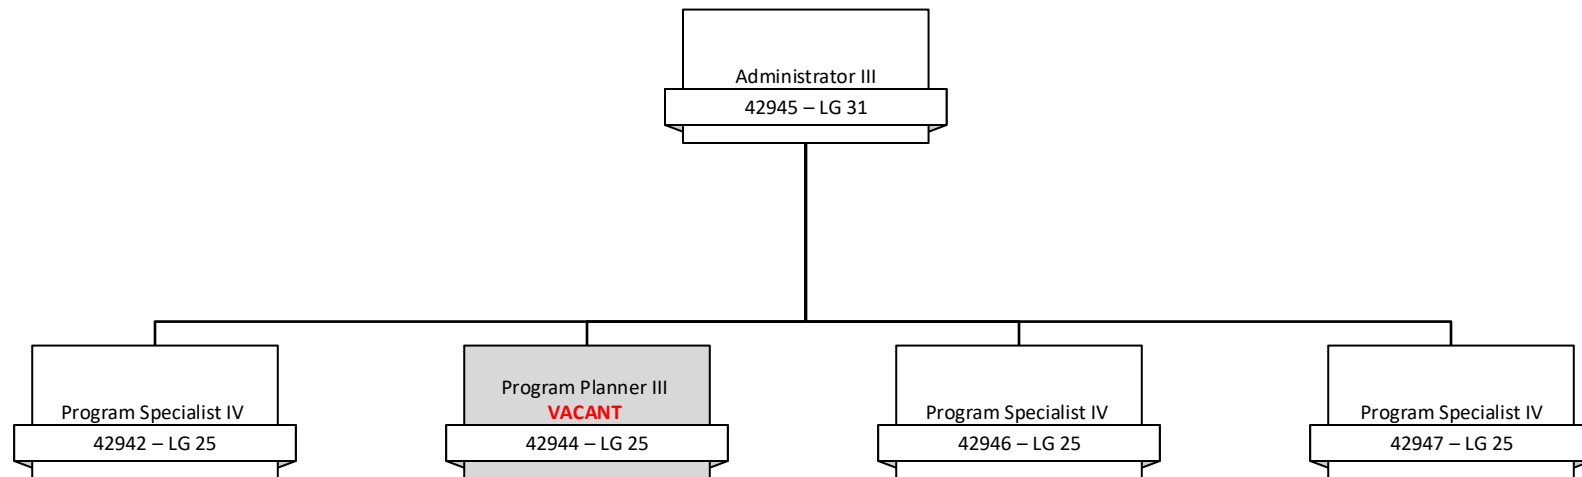 Administrator III
42945 – LG 31
Program Specialist IV
42942 – LG 25
Program Planner III
VACANT
42944 – LG 25
Program Specialist IV
42946 – LG 25
Program Specialist IV
42947 – LG 25